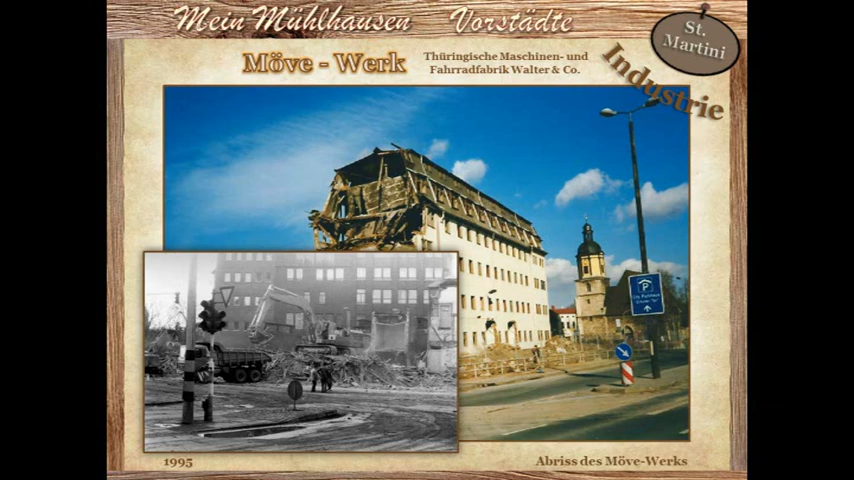 Mein Mühlhausen Vorstädte
St.
Martini
Industrie
Möve - Werk
Thüringische Maschinen- und
Fahrradfabrik Walter & Co.
P
1995
Abriss des Möve-Werks